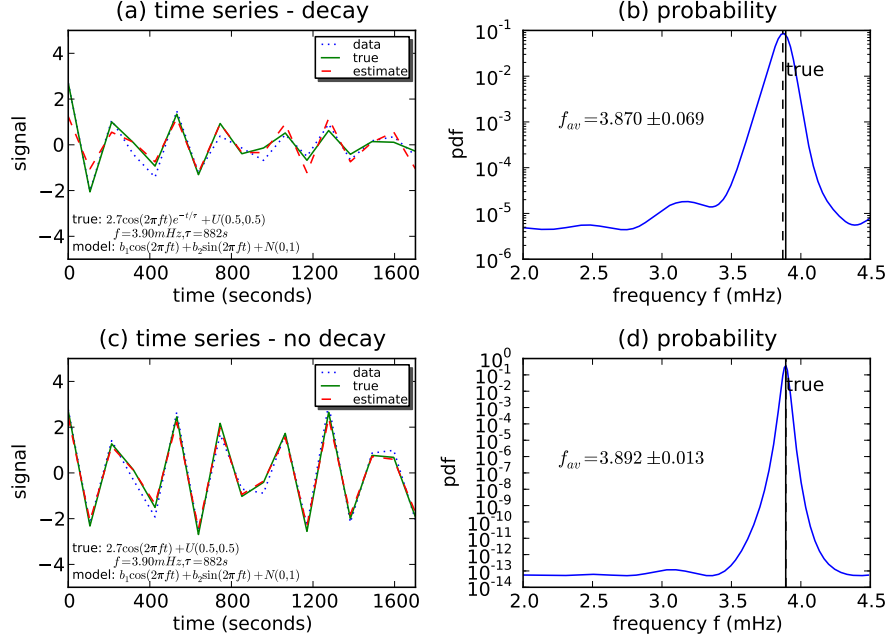 (a) time series - decay
data
true
estimate
signal
4
2
0
−2
−4
true: 2.7cos(2πft)e^{−t/τ}+U(0.5,0.5)
f=3.90mHz,τ=882s
model: b₁cos(2πft)+b₂sin(2πft)+N(0,1)
0 400 800 1200 1600
time (seconds)
(b) probability
pdf
10⁻¹
10⁻²
10⁻³
10⁻⁴
10⁻⁵
10⁻⁶
true
f_{av}=3.870±0.069
2.0 2.5 3.0 3.5 4.0 4.5
frequency f (mHz)
(c) time series - no decay
data
true
estimate
signal
4
2
0
−2
−4
true: 2.7cos(2πft)+U(0.5,0.5)
f=3.90mHz,τ=882s
model: b₁cos(2πft)+b₂sin(2πft)+N(0,1)
0 400 800 1200 1600
time (seconds)
(d) probability
pdf
10⁰
10⁻¹
10⁻²
10⁻³
10⁻⁴
10⁻⁵
10⁻⁶
10⁻⁷
10⁻⁸
10⁻⁹
10⁻¹⁰
10⁻¹¹
10⁻¹²
10⁻¹³
10⁻¹⁴
true
f_{av}=3.892±0.013
2.0 2.5 3.0 3.5 4.0 4.5
frequency f (mHz)